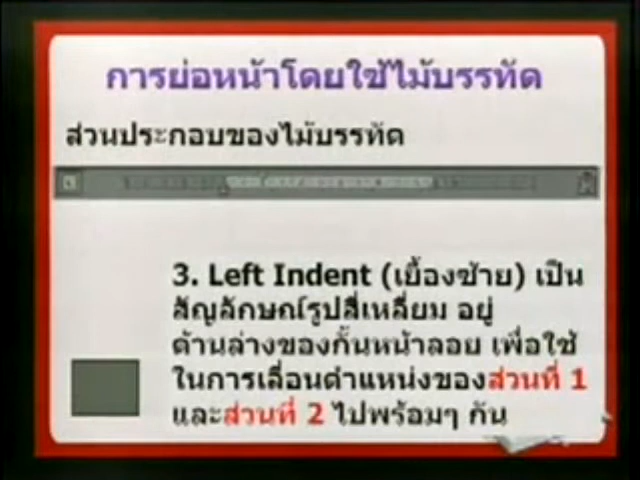 การย่อหน้าโดยใช้ไม้บรรทัด
ส่วนประกอบของไม้บรรทัด
3. Left Indent (เยื้องซ้าย) เป็น
สัญลักษณ์รูปสี่เหลี่ยม อยู่
ด้านล่างของกั้นหน้าลอย เพื่อใช้
ในการเลื่อนตำแหน่งของส่วนที่ 1
และส่วนที่ 2 ไปพร้อมๆ กัน